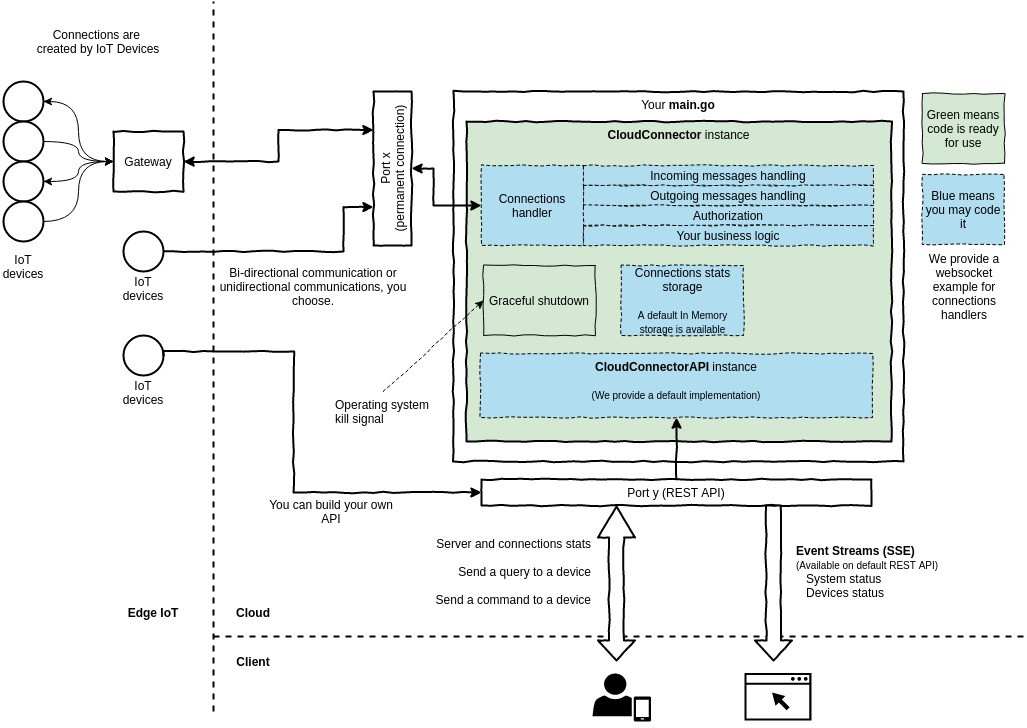 Connections are
created by IoT Devices
Gateway
IoT
devices
IoT
devices
IoT
devices
Port x
(permanent connection)
Bi-directional communication or
unidirectional communications, you
choose.
Operating system
kill signal
You can build your own
API
Your main.go
CloudConnector instance
Connections
handler
Incoming messages handling
Outgoing messages handling
Authorization
Your business logic
Graceful shutdown
Connections stats
storage
A default In Memory
storage is available
CloudConnectorAPI instance
(We provide a default implementation)
Green means
code is ready
for use
Blue means
you may code
it
We provide a
websocket
example for
connections
handlers
Port y (REST API)
Server and connections stats
Send a query to a device
Send a command to a device
Event Streams (SSE)
(Available on default REST API)
System status
Devices status
Edge IoT
Cloud
Client